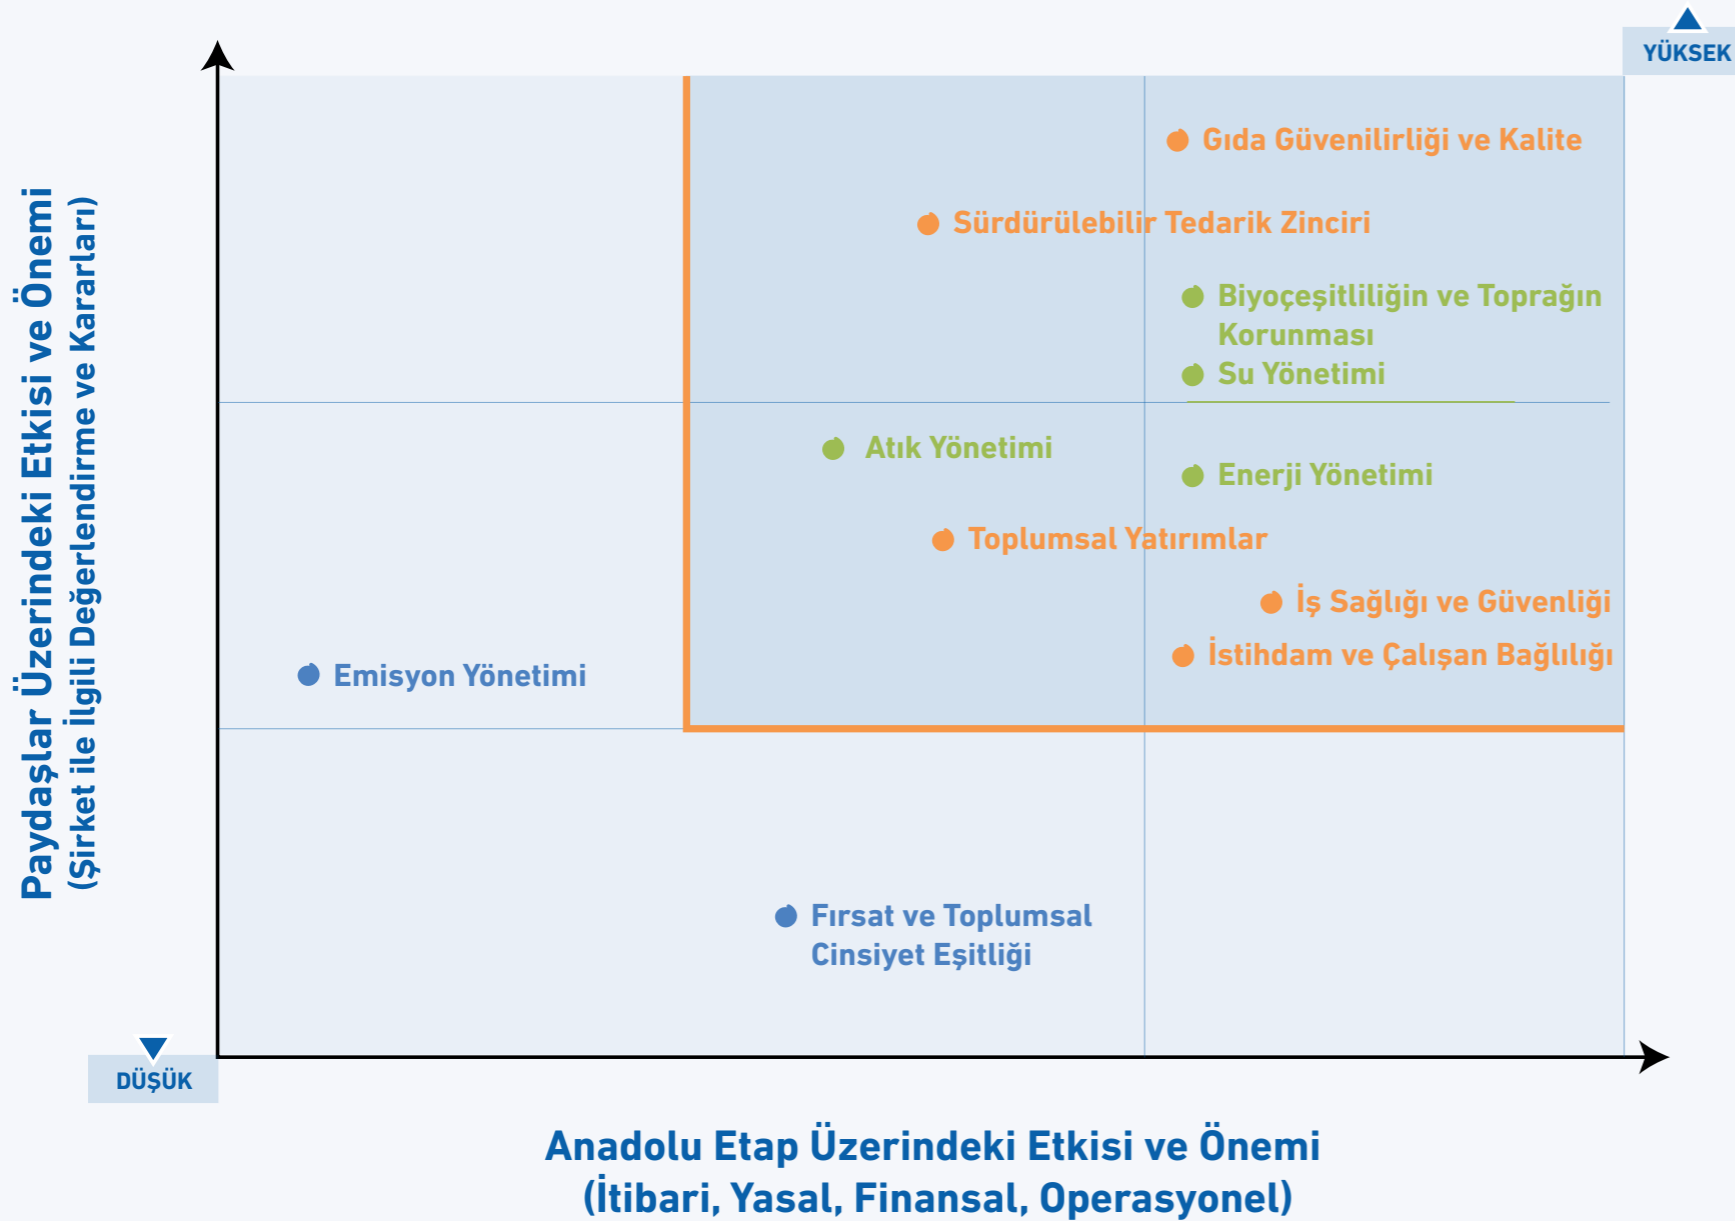 YÜKSEK
Gıda Güvenilirliği ve Kalite
Sürdürülebilir Tedarik Zinciri
Biyoçeşitliliğin ve Toprağın
Korunması
Su Yönetimi
Atık Yönetimi
Enerji Yönetimi
Toplumsal Yatırımlar
İş Sağlığı ve Güvenliği
İstihdam ve Çalışan Bağlılığı
Emisyon Yönetimi
Fırsat ve Toplumsal
Cinsiyet Eşitliği
Paydaşlar Üzerindeki Etkisi ve Önemi
(Şirket ile İlgili Değerlendirme ve Kararları)
DÜŞÜK
Anadolu Etap Üzerindeki Etkisi ve Önemi
(İtibari, Yasal, Finansal, Operasyonel)